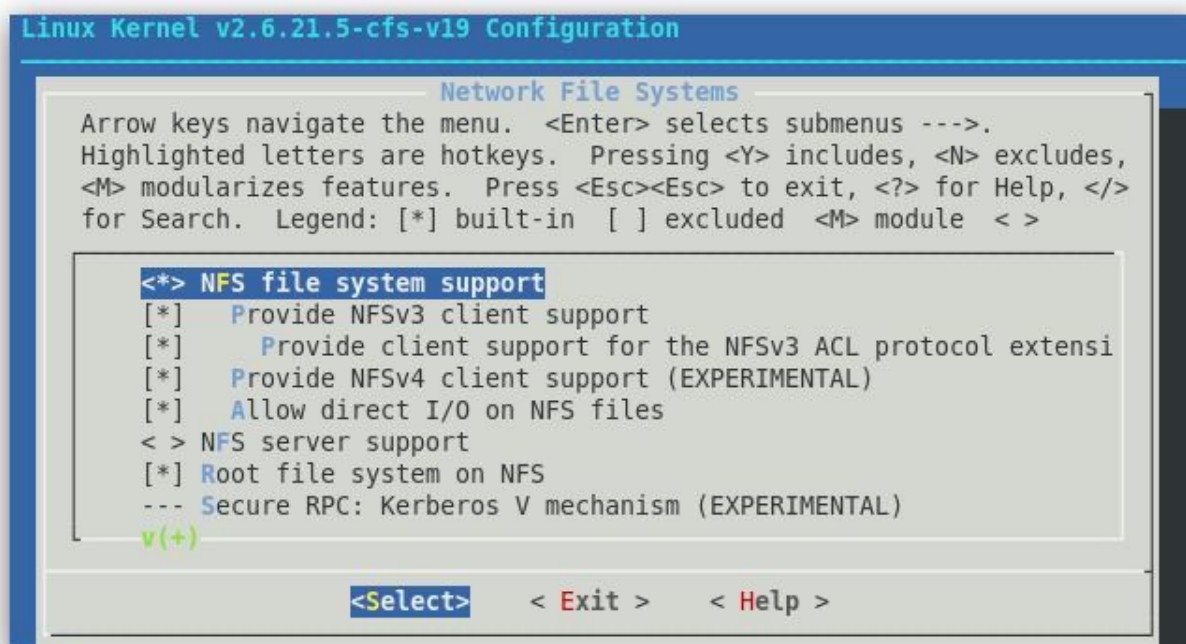 Linux Kernel v2.6.21.5-cfs-v19 Configuration
Network File Systems
Arrow keys navigate the menu.  <Enter> selects submenus --->.
Highlighted letters are hotkeys.  Pressing <Y> includes, <N> excludes,
<M> modularizes features.  Press <Esc><Esc> to exit, <?> for Help, </>
for Search.  Legend: [*] built-in  [ ] excluded  <M> module  < >
<*> NFS file system support
[*]   Provide NFSv3 client support
[*]     Provide client support for the NFSv3 ACL protocol extensi
[*]   Provide NFSv4 client support (EXPERIMENTAL)
[*]   Allow direct I/O on NFS files
< > NFS server support
[*] Root file system on NFS
--- Secure RPC: Kerberos V mechanism (EXPERIMENTAL)
v(+)
<Select>    < Exit >    < Help >